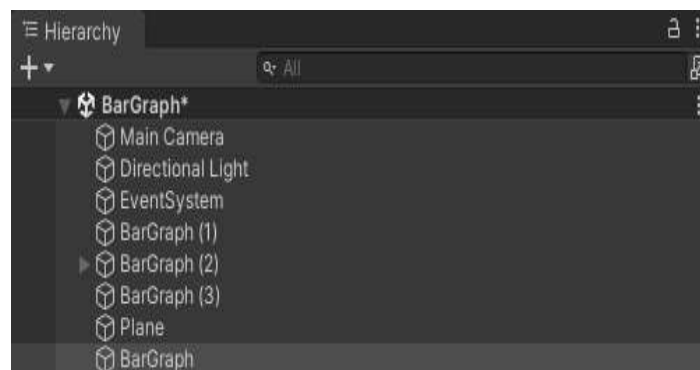 Hierarchy
All
BarGraph*
Main Camera
Directional Light
EventSystem
BarGraph (1)
BarGraph (2)
BarGraph (3)
Plane
BarGraph